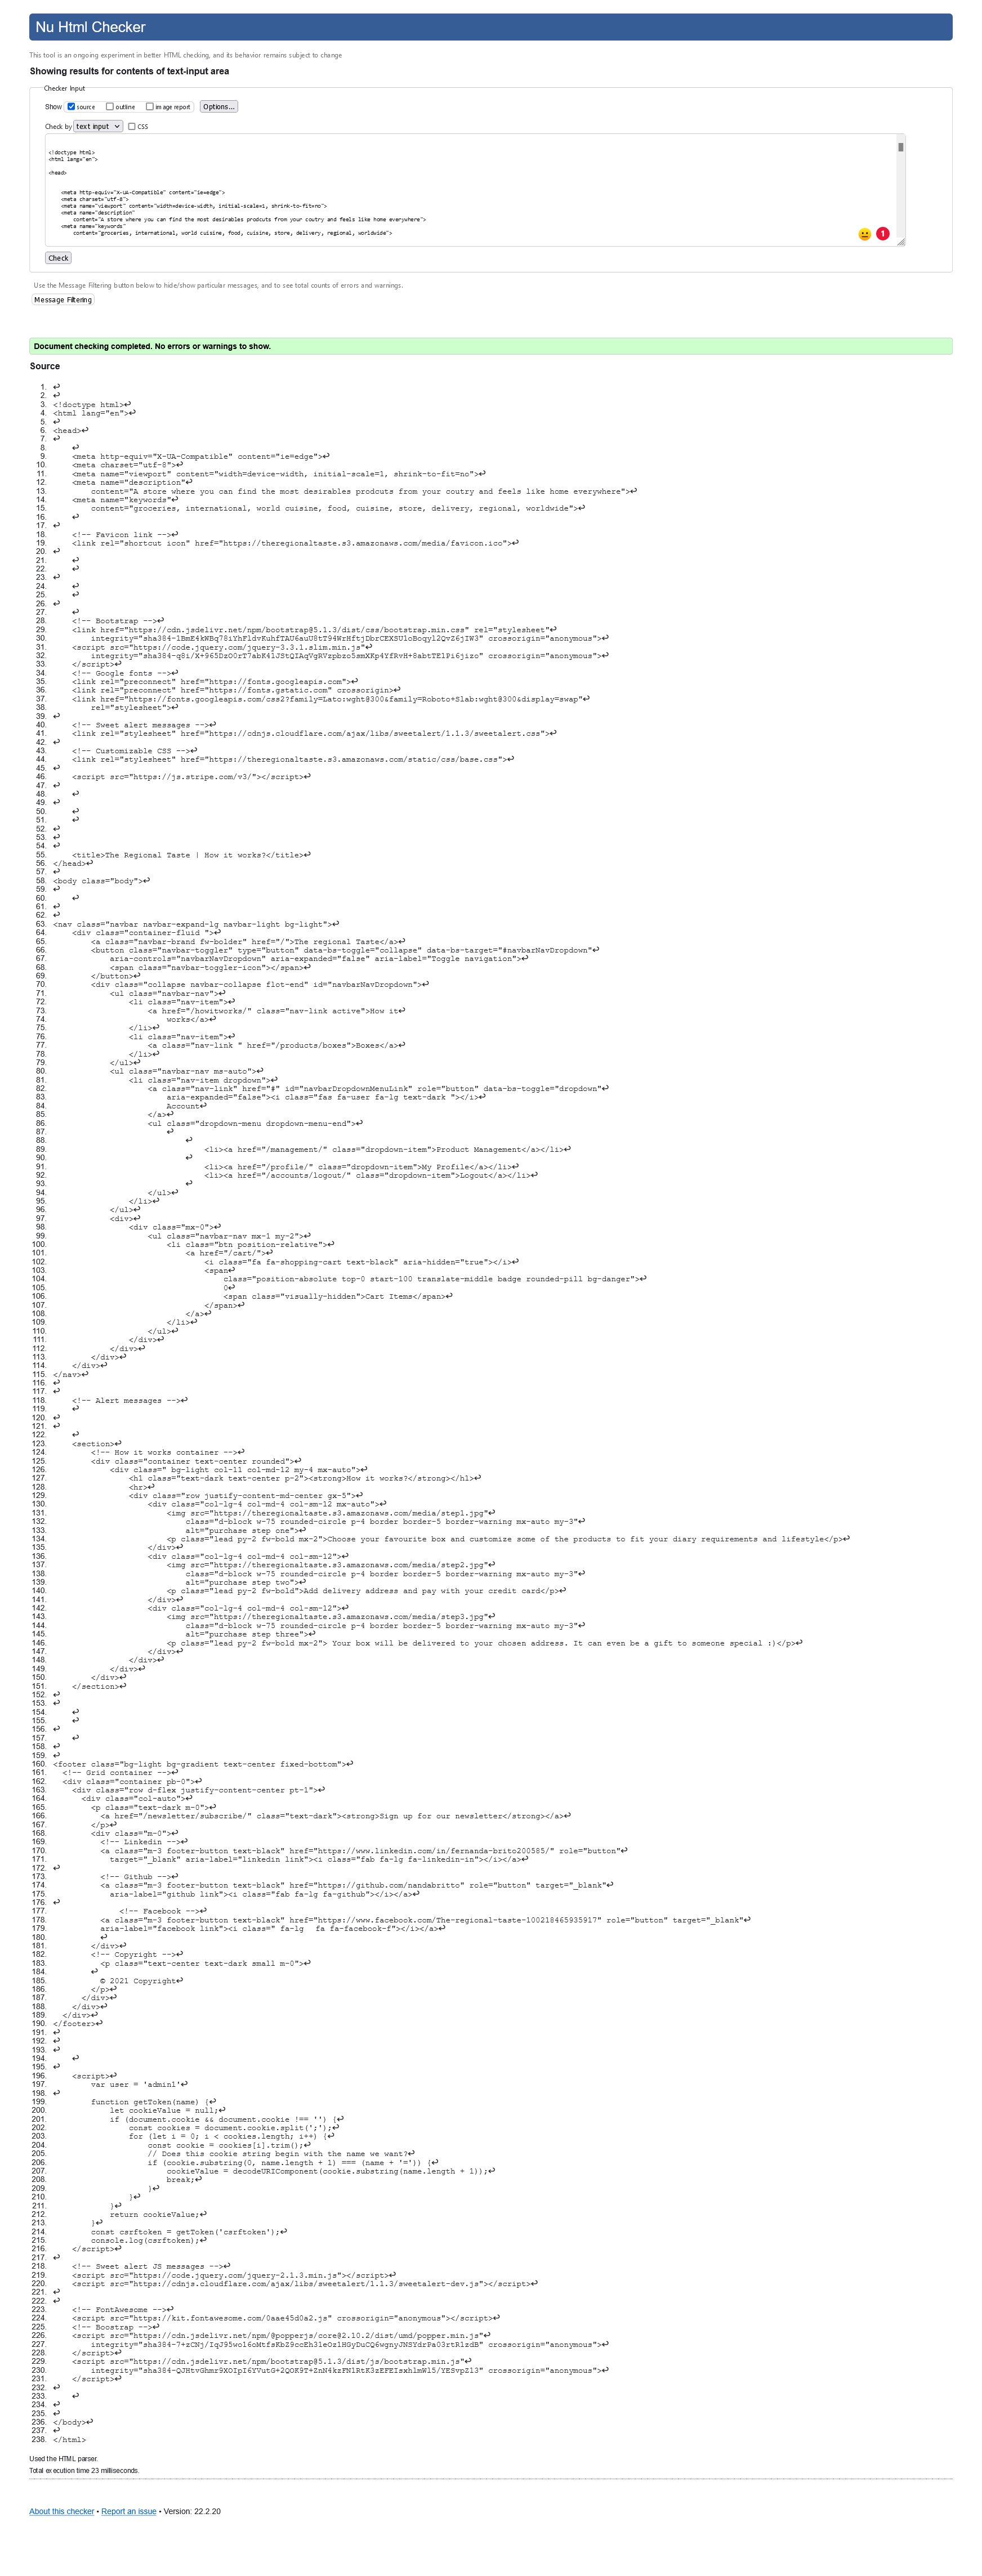 Nu Html Checker
This tool is an ongoing experiment in better HTML checking, and its behavior remains subject to change
Showing results for contents of text-input area
Checker Input
Show source outline image report Options...
Check by text input CSS
<!doctype html>
<html lang="en">
<head>
<meta http-equiv="X-UA-Compatible" content="ie=edge">
<meta charset="utf-8">
<meta name="viewport" content="width=device-width, initial-scale=1, shrink-to-fit=no">
<meta name="description"
content="A store where you can find the most desirables prodcuts from your coutry and feels like home everywhere">
<meta name="keywords"
content="groceries, international, world cuisine, food, cuisine, store, delivery, regional, worldwide">
1
Check
Use the Message Filtering button below to hide/show particular messages, and to see total counts of errors and warnings.
Message Filtering
Document checking completed. No errors or warnings to show.
Source
1. ↩
2. ↩
3. <!doctype html>↩
4. <html lang="en">↩
5. ↩
6. <head>↩
7. ↩
8. ↩
9. <meta http-equiv="X-UA-Compatible" content="ie=edge">↩
10. <meta charset="utf-8">↩
11. <meta name="viewport" content="width=device-width, initial-scale=1, shrink-to-fit=no">↩
12. <meta name="description"↩
13. content="A store where you can find the most desirables prodcuts from your coutry and feels like home everywhere">↩
14. <meta name="keywords"↩
15. content="groceries, international, world cuisine, food, cuisine, store, delivery, regional, worldwide">↩
16. ↩
17. ↩
18. <!-- Favicon link -->↩
19. <link rel="shortcut icon" href="https://theregionaltaste.s3.amazonaws.com/media/favicon.ico">↩
20. ↩
21. ↩
22. ↩
23. ↩
24. ↩
25. ↩
26. ↩
27. ↩
28. <!-- Bootstrap -->↩
29. <link href="https://cdn.jsdelivr.net/npm/bootstrap@5.1.3/dist/css/bootstrap.min.css" rel="stylesheet"↩
30. integrity="sha384-1BmE4kWBq78iYhFldvKuhfTAU6auU8tT94WrHftjDbrCEXSU1oBoqyl2QvZ6jIW3" crossorigin="anonymous">↩
31. <script src="https://code.jquery.com/jquery-3.3.1.slim.min.js"↩
32. integrity="sha384-q8i/X+965DzO0rT7abK41JStQIAqVgRVzpbzo5smXKp4YfRvH+8abtTE1Pi6jizo" crossorigin="anonymous">↩
33. </script>↩
34. <!-- Google fonts -->↩
35. <link rel="preconnect" href="https://fonts.googleapis.com">↩
36. <link rel="preconnect" href="https://fonts.gstatic.com" crossorigin>↩
37. <link href="https://fonts.googleapis.com/css2?family=Lato:wght@300&family=Roboto+Slab:wght@300&display=swap"↩
38. rel="stylesheet">↩
39. ↩
40. <!-- Sweet alert messages -->↩
41. <link rel="stylesheet" href="https://cdnjs.cloudflare.com/ajax/libs/sweetalert/1.1.3/sweetalert.css">↩
42. ↩
43. <!-- Customizable CSS -->↩
44. <link rel="stylesheet" href="https://theregionaltaste.s3.amazonaws.com/static/css/base.css">↩
45. ↩
46. <script src="https://js.stripe.com/v3/"></script>↩
47. ↩
48. ↩
49. ↩
50. ↩
51. ↩
52. ↩
53. ↩
54. ↩
55. <title>The Regional Taste | How it works?</title>↩
56. </head>↩
57. ↩
58. <body class="body">↩
59. ↩
60. ↩
61. ↩
62. ↩
63. <nav class="navbar navbar-expand-lg navbar-light bg-light">↩
64. <div class="container-fluid ">↩
65. <a class="navbar-brand fw-bolder" href="/">The regional Taste</a>↩
66. <button class="navbar-toggler" type="button" data-bs-toggle="collapse" data-bs-target="#navbarNavDropdown"↩
67. aria-controls="navbarNavDropdown" aria-expanded="false" aria-label="Toggle navigation">↩
68. <span class="navbar-toggler-icon"></span>↩
69. </button>↩
70. <div class="collapse navbar-collapse flot-end" id="navbarNavDropdown">↩
71. <ul class="navbar-nav">↩
72. <li class="nav-item">↩
73. <a href="/howitworks/" class="nav-link active">How it↩
74. works</a>↩
75. </li>↩
76. <li class="nav-item">↩
77. <a class="nav-link " href="/products/boxes">Boxes</a>↩
78. </li>↩
79. </ul>↩
80. <ul class="navbar-nav ms-auto">↩
81. <li class="nav-item dropdown">↩
82. <a class="nav-link" href="#" id="navbarDropdownMenuLink" role="button" data-bs-toggle="dropdown"↩
83. aria-expanded="false"><i class="fas fa-user fa-lg text-dark "></i>↩
84. Account↩
85. </a>↩
86. <ul class="dropdown-menu dropdown-menu-end">↩
87. ↩
88. ↩
89. <li><a href="/management/" class="dropdown-item">Product Management</a></li>↩
90. ↩
91. <li><a href="/profile/" class="dropdown-item">My Profile</a></li>↩
92. <li><a href="/accounts/logout/" class="dropdown-item">Logout</a></li>↩
93. ↩
94. </ul>↩
95. </li>↩
96. </ul>↩
97. <div>↩
98. <div class="mx-0">↩
99. <ul class="navbar-nav mx-1 my-2">↩
100. <li class="btn position-relative">↩
101. <a href="/cart/">↩
102. <i class="fa fa-shopping-cart text-black" aria-hidden="true"></i>↩
103. <span↩
104. class="position-absolute top-0 start-100 translate-middle badge rounded-pill bg-danger">↩
105. 0↩
106. <span class="visually-hidden">Cart Items</span>↩
107. </span>↩
108. </a>↩
109. </li>↩
110. </ul>↩
111. </div>↩
112. </div>↩
113. </div>↩
114. </div>↩
115. </nav>↩
116. ↩
117. ↩
118. <!-- Alert messages -->↩
119. ↩
120. ↩
121. ↩
122. ↩
123. <section>↩
124. <!-- How it works container -->↩
125. <div class="container text-center rounded">↩
126. <div class=" bg-light col-11 col-md-12 my-4 mx-auto">↩
127. <h1 class="text-dark text-center p-2"><strong>How it works?</strong></h1>↩
128. <hr>↩
129. <div class="row justify-content-md-center gx-5">↩
130. <div class="col-lg-4 col-md-4 col-sm-12 mx-auto">↩
131. <img src="https://theregionaltaste.s3.amazonaws.com/media/step1.jpg"↩
132. class="d-block w-75 rounded-circle p-4 border border-5 border-warning mx-auto my-3"↩
133. alt="purchase step one">↩
134. <p class="lead py-2 fw-bold mx-2">Choose your favourite box and customize some of the products to fit your diary requirements and lifestyle</p>↩
135. </div>↩
136. <div class="col-lg-4 col-md-4 col-sm-12">↩
137. <img src="https://theregionaltaste.s3.amazonaws.com/media/step2.jpg"↩
138. class="d-block w-75 rounded-circle p-4 border border-5 border-warning mx-auto my-3"↩
139. alt="purchase step two">↩
140. <p class="lead py-2 fw-bold">Add delivery address and pay with your credit card</p>↩
141. </div>↩
142. <div class="col-lg-4 col-md-4 col-sm-12">↩
143. <img src="https://theregionaltaste.s3.amazonaws.com/media/step3.jpg"↩
144. class="d-block w-75 rounded-circle p-4 border border-5 border-warning mx-auto my-3"↩
145. alt="purchase step three">↩
146. <p class="lead py-2 fw-bold mx-2"> Your box will be delivered to your chosen address. It can even be a gift to someone special :)</p>↩
147. </div>↩
148. </div>↩
149. </div>↩
150. </div>↩
151. </section>↩
152. ↩
153. ↩
154. ↩
155. ↩
156. ↩
157. ↩
158. ↩
159. ↩
160. <footer class="bg-light bg-gradient text-center fixed-bottom">↩
161. <!-- Grid container -->↩
162. <div class="container pb-0">↩
163. <div class="row d-flex justify-content-center pt-1">↩
164. <div class="col-auto">↩
165. <p class="text-dark m-0">↩
166. <a href="/newsletter/subscribe/" class="text-dark"><strong>Sign up for our newsletter</strong></a>↩
167. </p>↩
168. <div class="m-0">↩
169. <!-- Linkedin -->↩
170. <a class="m-3 footer-button text-black" href="https://www.linkedin.com/in/fernanda-brito200585/" role="button"↩
171. target="_blank" aria-label="linkedin link"><i class="fab fa-lg fa-linkedin-in"></i></a>↩
172. ↩
173. <!-- Github -->↩
174. <a class="m-3 footer-button text-black" href="https://github.com/nandabritto" role="button" target="_blank"↩
175. aria-label="github link"><i class="fab fa-lg fa-github"></i></a>↩
176. ↩
177. <!-- Facebook -->↩
178. <a class="m-3 footer-button text-black" href="https://www.facebook.com/The-regional-taste-100218465935917" role="button" target="_blank"↩
179. aria-label="facebook link"><i class=" fa-lg  fa fa-facebook-f"></i></a>↩
180. ↩
181. </div>↩
182. <!-- Copyright -->↩
183. <p class="text-center text-dark small m-0">↩
184. ↩
185. © 2021 Copyright↩
186. </p>↩
187. </div>↩
188. </div>↩
189. </div>↩
190. </footer>↩
191. ↩
192. ↩
193. ↩
194. ↩
195. ↩
196. <script>↩
197. var user = 'admin1'↩
198. ↩
199. function getToken(name) {↩
200. let cookieValue = null;↩
201. if (document.cookie && document.cookie !== '') {↩
202. const cookies = document.cookie.split(';');↩
203. for (let i = 0; i < cookies.length; i++) {↩
204. const cookie = cookies[i].trim();↩
205. // Does this cookie string begin with the name we want?↩
206. if (cookie.substring(0, name.length + 1) === (name + '=')) {↩
207. cookieValue = decodeURIComponent(cookie.substring(name.length + 1));↩
208. break;↩
209. }↩
210. }↩
211. }↩
212. return cookieValue;↩
213. }↩
214. const csrftoken = getToken('csrftoken');↩
215. console.log(csrftoken);↩
216. </script>↩
217. ↩
218. <!-- Sweet alert JS messages -->↩
219. <script src="https://code.jquery.com/jquery-2.1.3.min.js"></script>↩
220. <script src="https://cdnjs.cloudflare.com/ajax/libs/sweetalert/1.1.3/sweetalert-dev.js"></script>↩
221. ↩
222. ↩
223. <!-- FontAwesome -->↩
224. <script src="https://kit.fontawesome.com/0aae45d0a2.js" crossorigin="anonymous"></script>↩
225. <!-- Boostrap -->↩
226. <script src="https://cdn.jsdelivr.net/npm/@popperjs/core@2.10.2/dist/umd/popper.min.js"↩
227. integrity="sha384-7+zCNj/IqJ95wo16oMtfsKbZ9ccEh31eOz1HGyDuCQ6wgnyJNSYdrPa03rtR1zdB" crossorigin="anonymous">↩
228. </script>↩
229. <script src="https://cdn.jsdelivr.net/npm/bootstrap@5.1.3/dist/js/bootstrap.min.js"↩
230. integrity="sha384-QJHtvGhmr9XOIpI6YVutG+2QOK9T+ZnN4kzFN1RtK3zEFEIsxhlmWl5/YESvpZ13" crossorigin="anonymous">↩
231. </script>↩
232. ↩
233. ↩
234. ↩
235. ↩
236. </body>↩
237. ↩
238. </html>
Used the HTML parser.
Total execution time 23 milliseconds.
About this checker • Report an issue • Version: 22.2.20